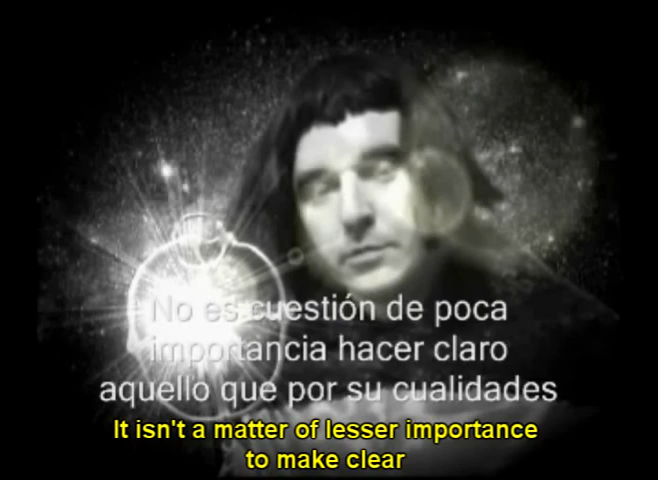 No es cuestión de poca
importancia hacer claro
aquello que por su cualidades
It isn't a matter of lesser importance
to make clear